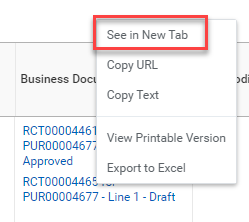 See in New Tab
Copy URL
Copy Text
View Printable Version
Export to Excel
Business Docu
RCT00004461
PUR00004677
Approved
RCT0000446
PUR00004677 - Line 1 - Draft